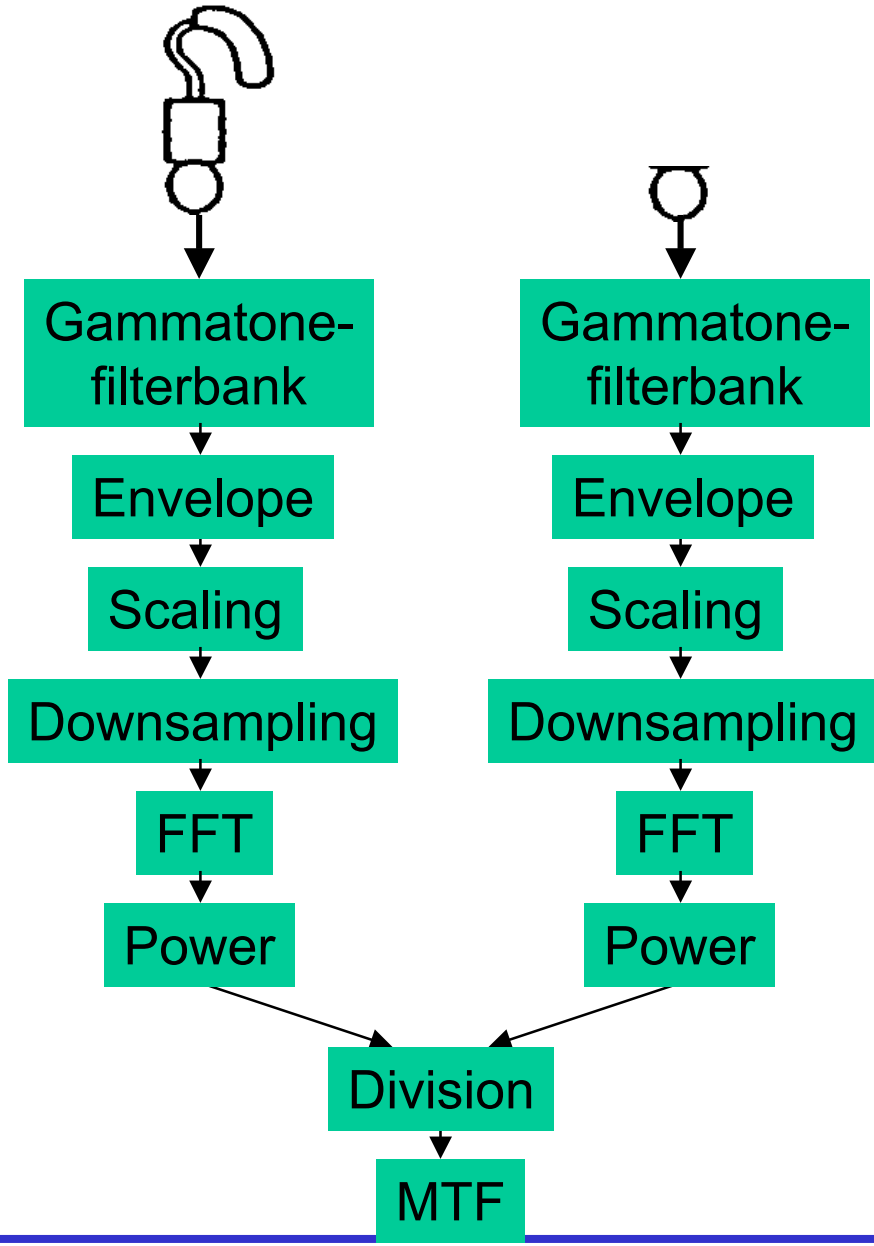 Gammatone-
filterbank
Envelope
Scaling
Downsampling
FFT
Power
Gammatone-
filterbank
Envelope
Scaling
Downsampling
FFT
Power
Division
MTF